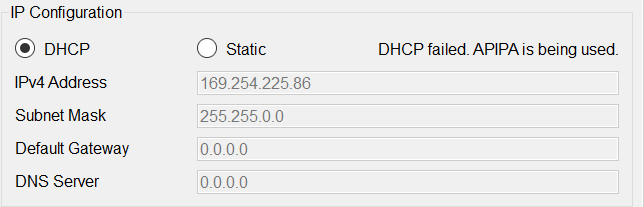 IP Configuration
DHCP Static DHCP failed. APIPA is being used.
IPv4 Address 169.254.225.86
Subnet Mask 255.255.0.0
Default Gateway 0.0.0.0
DNS Server 0.0.0.0